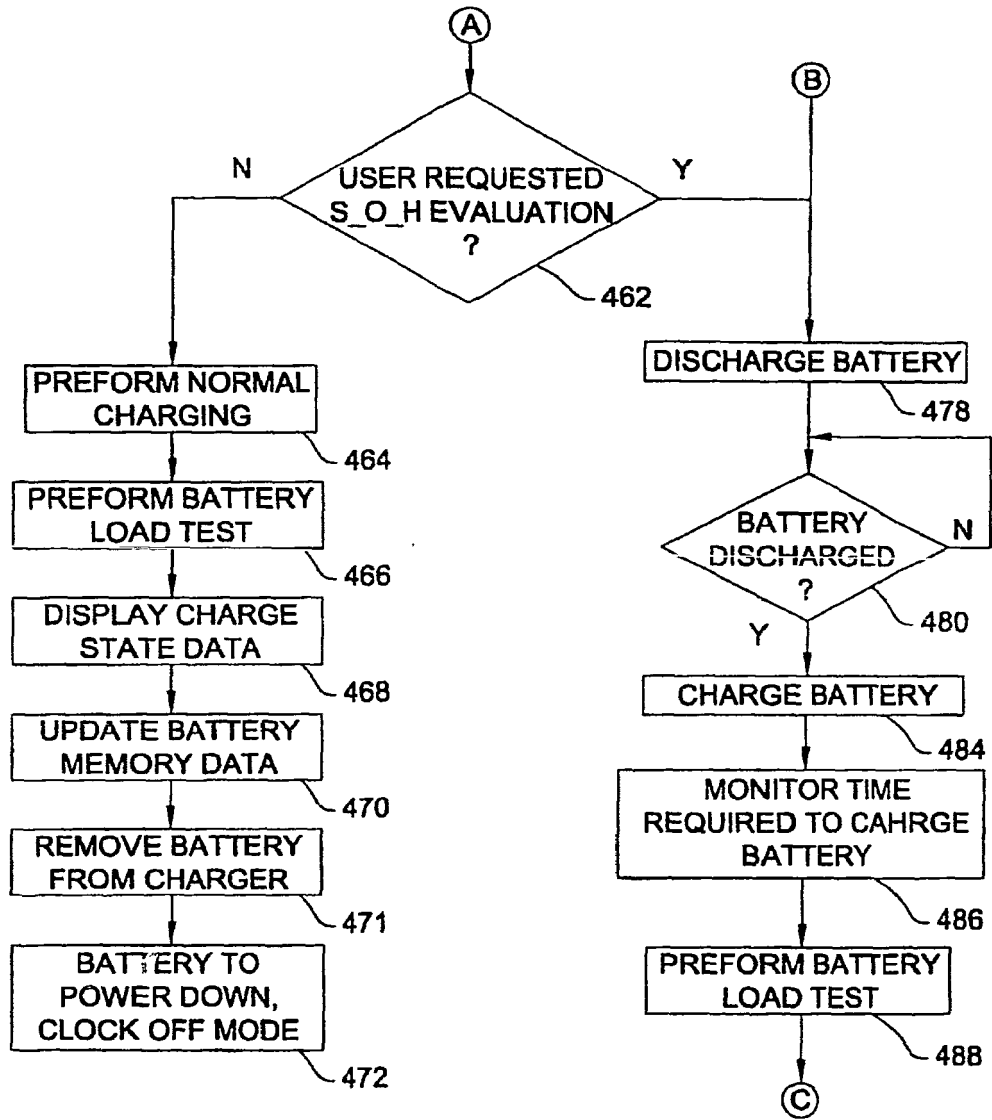 A
B
N
USER REQUESTED
S_O_H EVALUATION
?
Y
462
PREFORM NORMAL
CHARGING
464
PREFORM BATTERY
LOAD TEST
466
DISPLAY CHARGE
STATE DATA
468
UPDATE BATTERY
MEMORY DATA
470
REMOVE BATTERY
FROM CHARGER
471
BATTERY TO
POWER DOWN,
CLOCK OFF MODE
472
DISCHARGE BATTERY
478
BATTERY
DISCHARGED
?
N
480
Y
CHARGE BATTERY
484
MONITOR TIME
REQUIRED TO CAHRGE
BATTERY
486
PREFORM BATTERY
LOAD TEST
488
C